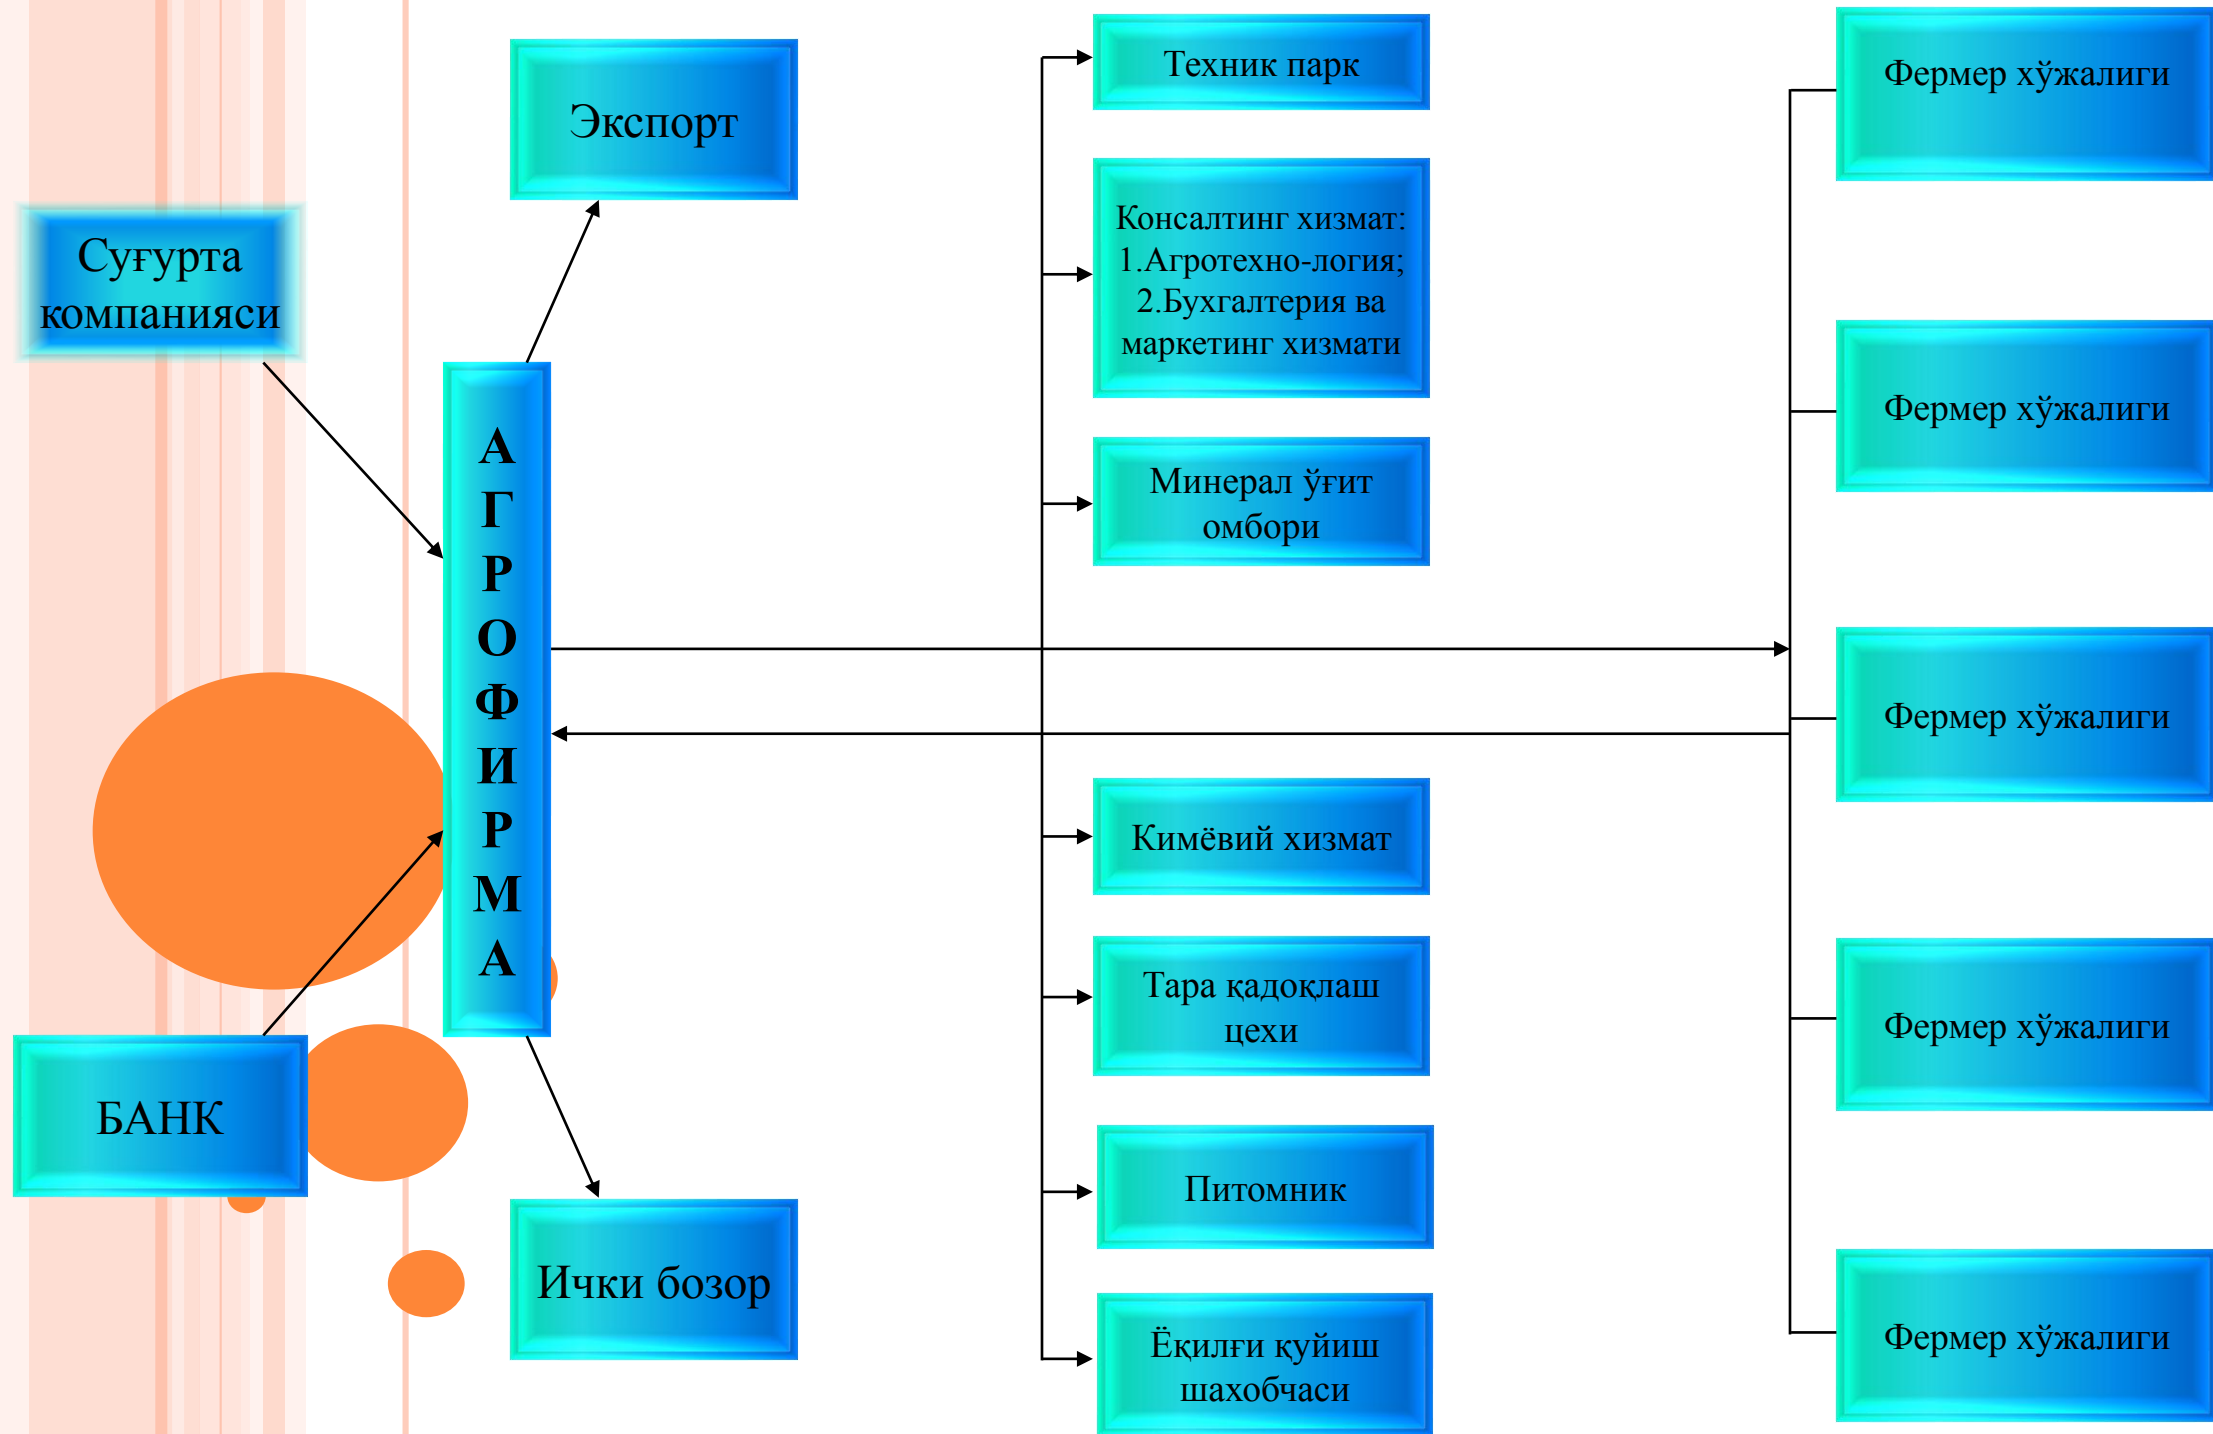 Суғурта
компанияси
БАНК
Экспорт
А
Г
Р
О
Ф
И
Р
М
А
Ички бозор
Техник парк
Консалтинг хизмат:
1.Агротехно-логия;
2.Бухгалтерия ва
маркетинг хизмати
Минерал ўғит
омбори
Кимёвий хизмат
Тара қадоқлаш
цехи
Питомник
Ёқилғи қуйиш
шахобчаси
Фермер хўжалиги
Фермер хўжалиги
Фермер хўжалиги
Фермер хўжалиги
Фермер хўжалиги